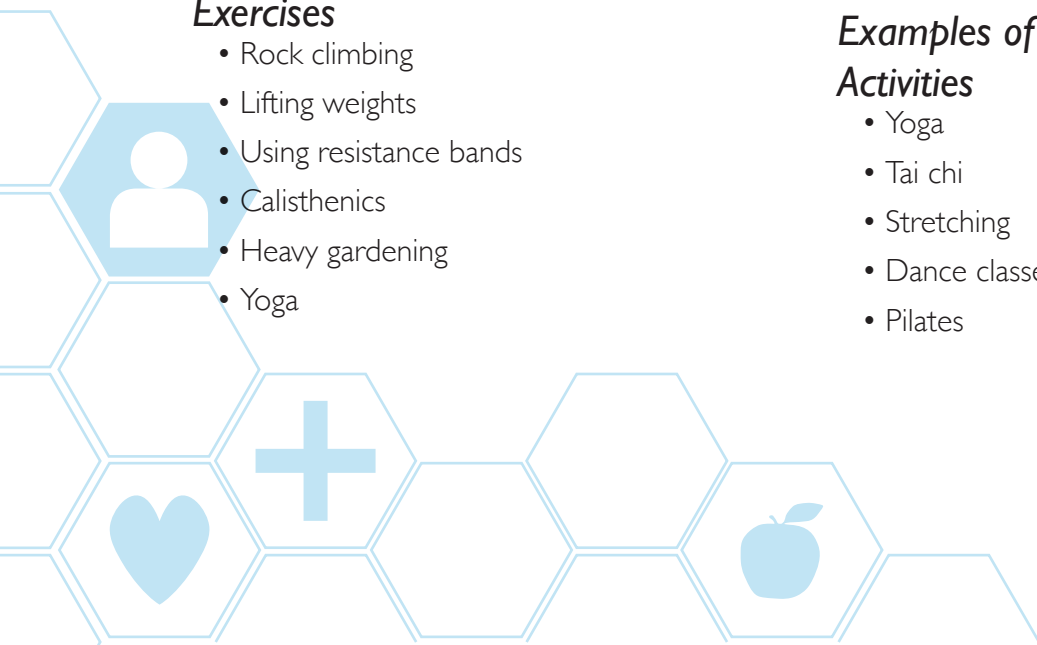 Exercises
• Rock climbing
• Lifting weights
• Using resistance bands
• Calisthenics
• Heavy gardening
• Yoga
Examples of
Activities
• Yoga
• Tai chi
• Stretching
• Dance classe
• Pilates